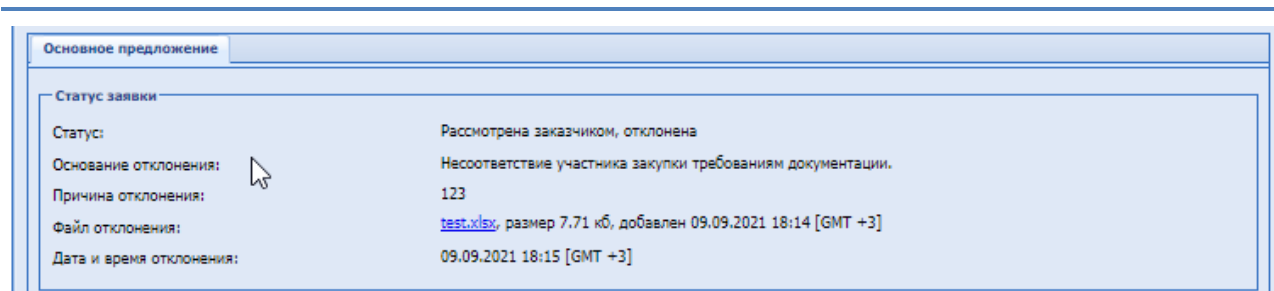 Основное предложение
Статус заявки
Статус: Рассмотрена заказчиком, отклонена
Основание отклонения: Несоответствие участника закупки требованиям документации.
Причина отклонения: 123
Файл отклонения: test.xlsx, размер 7.71 кб, добавлен 09.09.2021 18:14 [GMT +3]
Дата и время отклонения: 09.09.2021 18:15 [GMT +3]